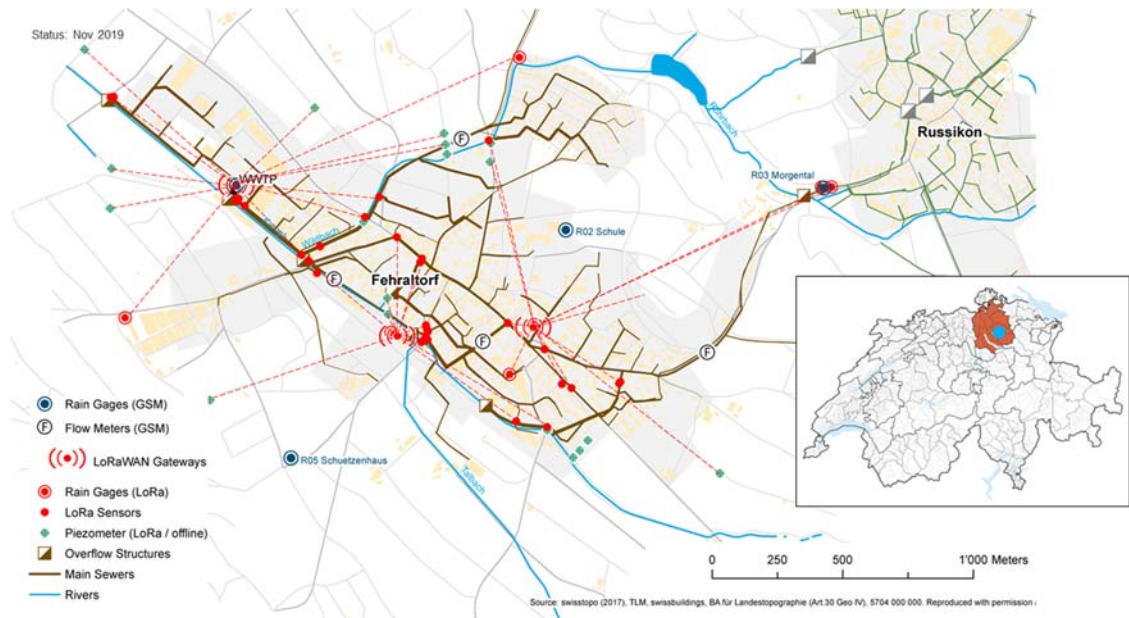 Status: Nov 2019
Rohrbach
Russikon
F
WWTP
R03 Morgental
R02 Schule
Wildbach
F
Fehraltorf
F
F
Rain Gages (GSM)
F Flow Meters (GSM)
LoRaWAN Gateways
R05 Schuetzenhaus
Talbach
Rain Gages (LoRa)
LoRa Sensors
Piezometer (LoRa / offline)
Overflow Structures
Main Sewers
Rivers
0 250 500 1'000 Meters
Source: swisstopo (2017), TLM, swissbuildings, BA für Landestopographie (Art.30 Geo IV), 5704 000 000. Reproduced with permission